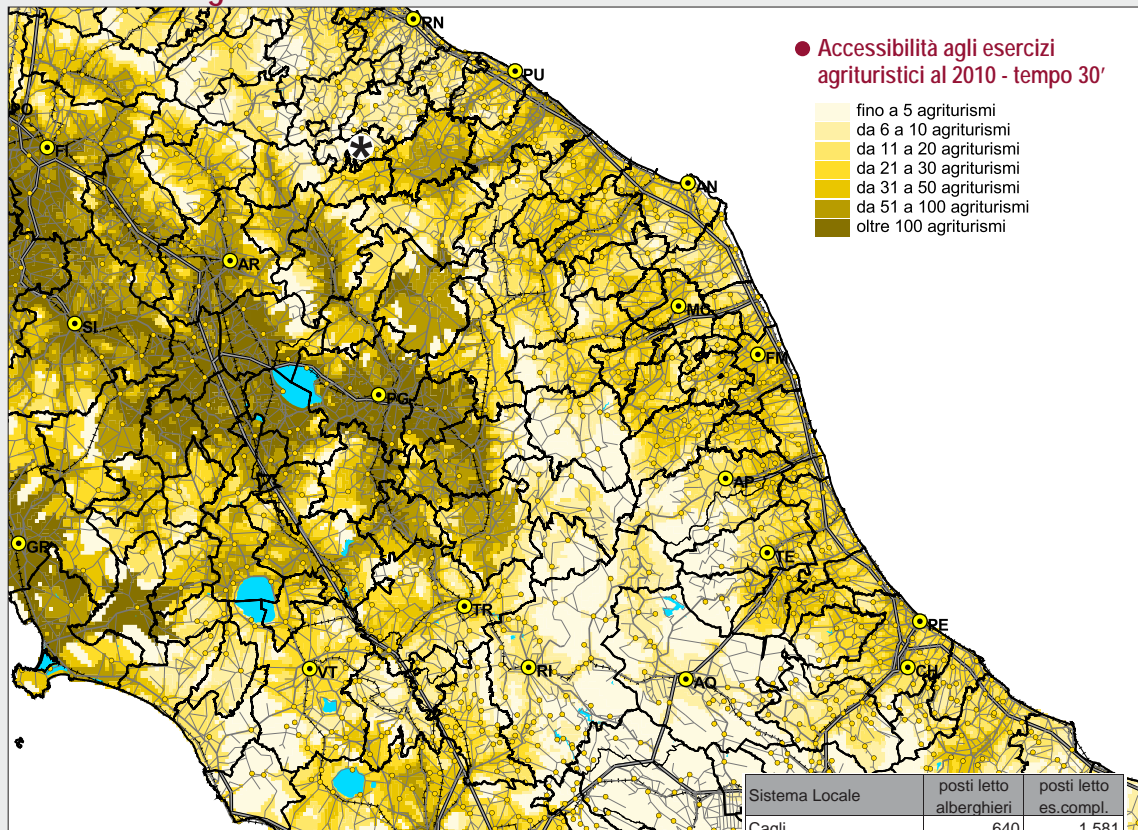 RN
● Accessibilità agli esercizi
agrituristici al 2010 - tempo 30'
PU
fino a 5 agriturismi
da 6 a 10 agriturismi
da 11 a 20 agriturismi
da 21 a 30 agriturismi
da 31 a 50 agriturismi
da 51 a 100 agriturismi
oltre 100 agriturismi
PO
FI
*
AN
AR
MC
SI
FM
PG
AP
GR
TE
TR
PE
VT
RI
AQ
CH
Sistema Locale posti letto alberghieri posti letto es.compl.
Cagli 640 1.581